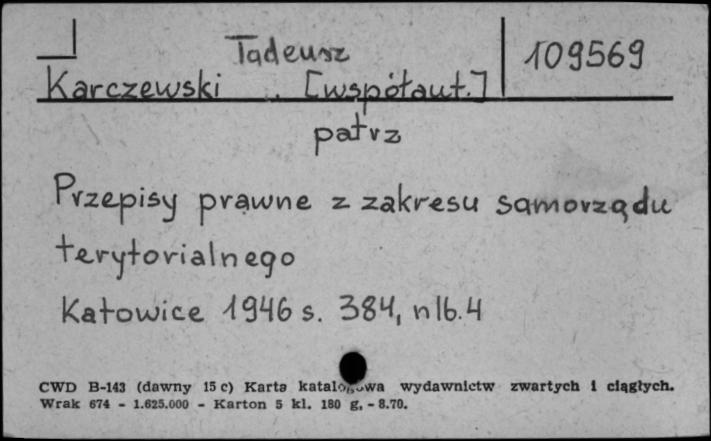 Tadeusz 109569
Karczewski [współaut.]
patrz
Przepisy prawne z zakresu samorządu
terytorialnego
Katowice 1946 s. 384, nlb. 4
CWD B-143 (dawny 15 c) Karta katalogowa wydawnictw zwartych i ciągłych.
Wrak 674 - 1.625.000 - Karton 5 kl. 180 g. - 8.70.